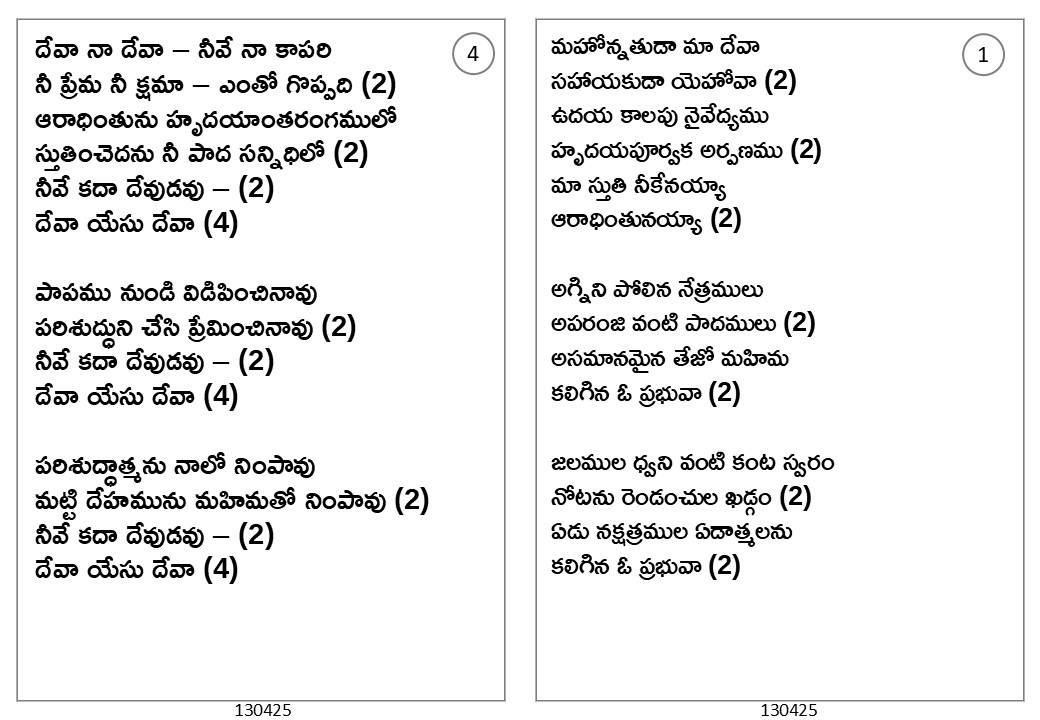 దేవా నా దేవా – నీవే నా కాపరి
4
నీ ప్రేమ నీ క్షమా – ఎంతో గొప్పది (2)
ఆరాధింతును హృదయాంతరంగములో
స్తుతించెదను నీ పాద సన్నిధిలో (2)
నీవే కదా దేవుడవు – (2)
దేవా యేసు దేవా (4)
పాపము నుండి విడిపించినావు
పరిశుద్ధుని చేసి ప్రేమించినావు (2)
నీవే కదా దేవుడవు – (2)
దేవా యేసు దేవా (4)
పరిశుద్ధాత్మను నాలో నింపావు
మట్టి దేహమును మహిమతో నింపావు (2)
నీవే కదా దేవుడవు – (2)
దేవా యేసు దేవా (4)
130425
మహోన్నతుడా మా దేవా
1
సహాయకుడా యెహోవా (2)
ఉదయ కాలపు నైవేద్యము
హృదయపూర్వక అర్పణము (2)
మా స్తుతి నీకేనయ్యా
ఆరాధింతునయ్యా (2)
అగ్నిని పోలిన నేత్రములు
అపరంజి వంటి పాదములు (2)
అసమానమైన తేజో మహిమ
కలిగిన ఓ ప్రభువా (2)
జలముల ధ్వని వంటి కంట స్వరం
నోటను రెండంచుల ఖడ్గం (2)
ఏడు నక్షత్రముల ఏడాత్మలను
కలిగిన ఓ ప్రభువా (2)
130425